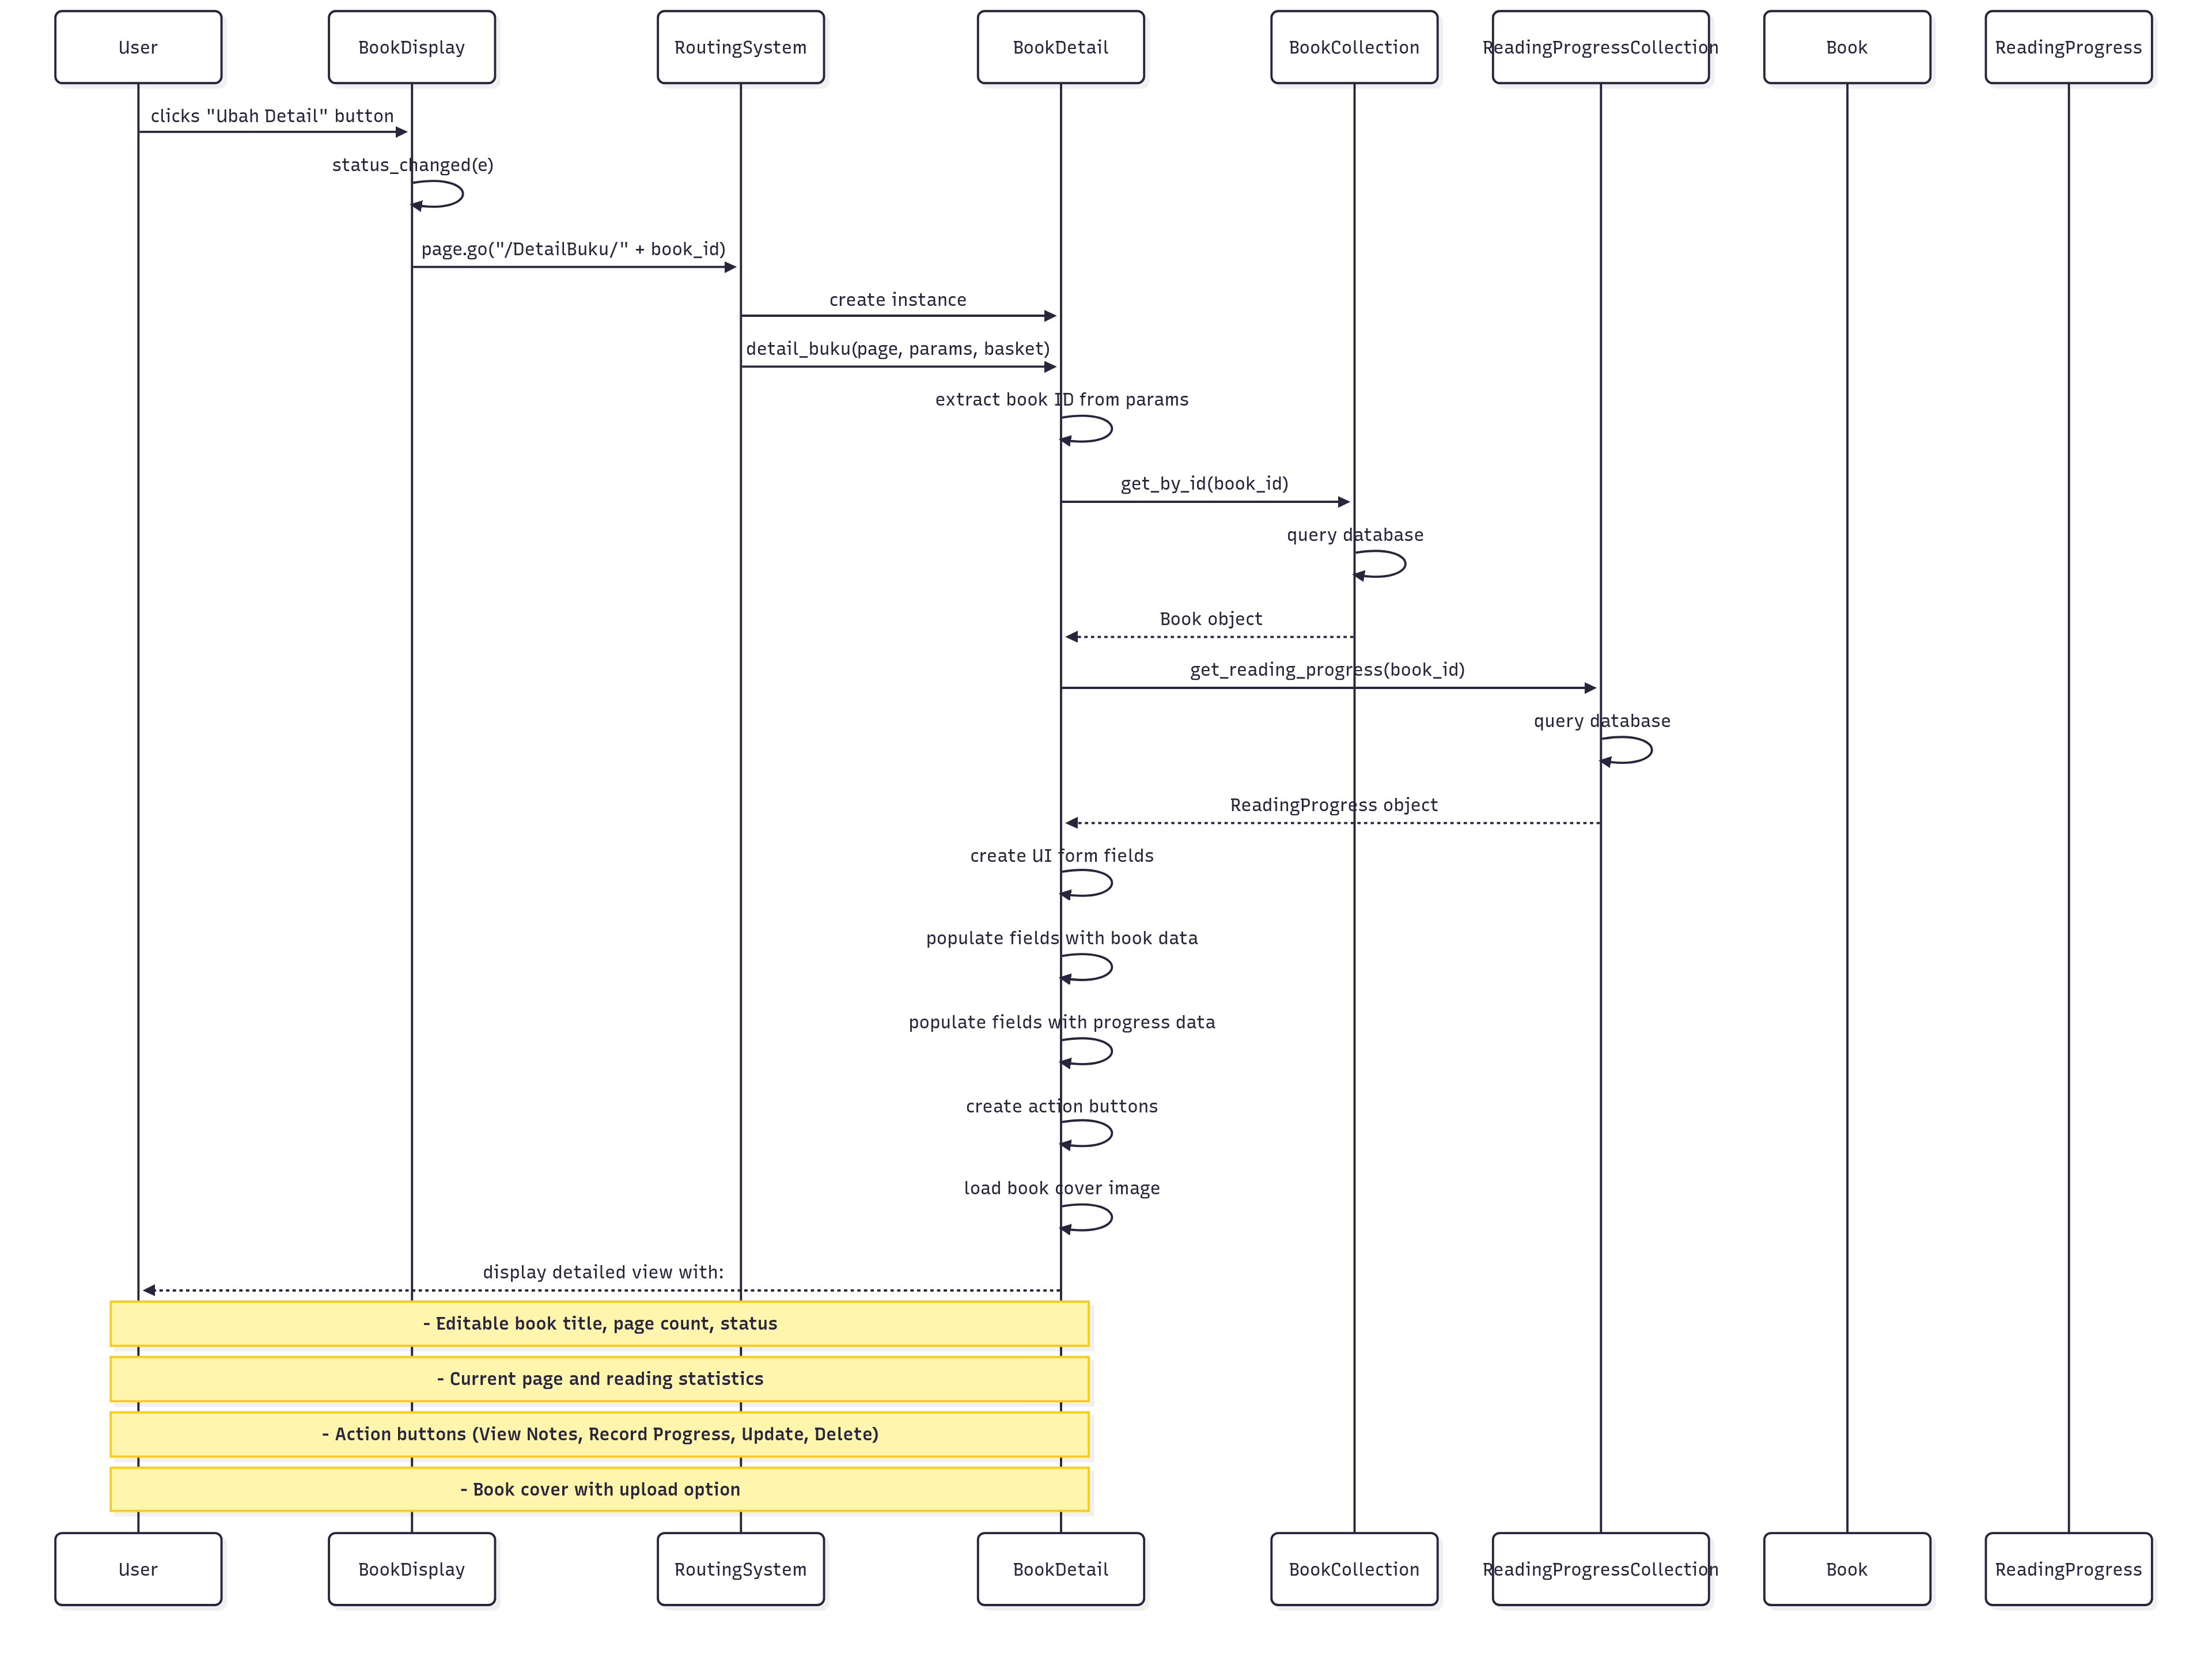 User
BookDisplay
RoutingSystem
BookDetail
BookCollection
ReadingProgressCollection
Book
ReadingProgress
clicks "Ubah Detail" button
status_changed(e)
page.go("/DetailBuku/" + book_id)
create instance
detail_buku(page, params, basket)
extract book ID from params
get_by_id(book_id)
query database
Book object
get_reading_progress(book_id)
query database
ReadingProgress object
create UI form fields
populate fields with book data
populate fields with progress data
create action buttons
load book cover image
display detailed view with:
- Editable book title, page count, status
- Current page and reading statistics
- Action buttons (View Notes, Record Progress, Update, Delete)
- Book cover with upload option
User
BookDisplay
RoutingSystem
BookDetail
BookCollection
ReadingProgressCollection
Book
ReadingProgress